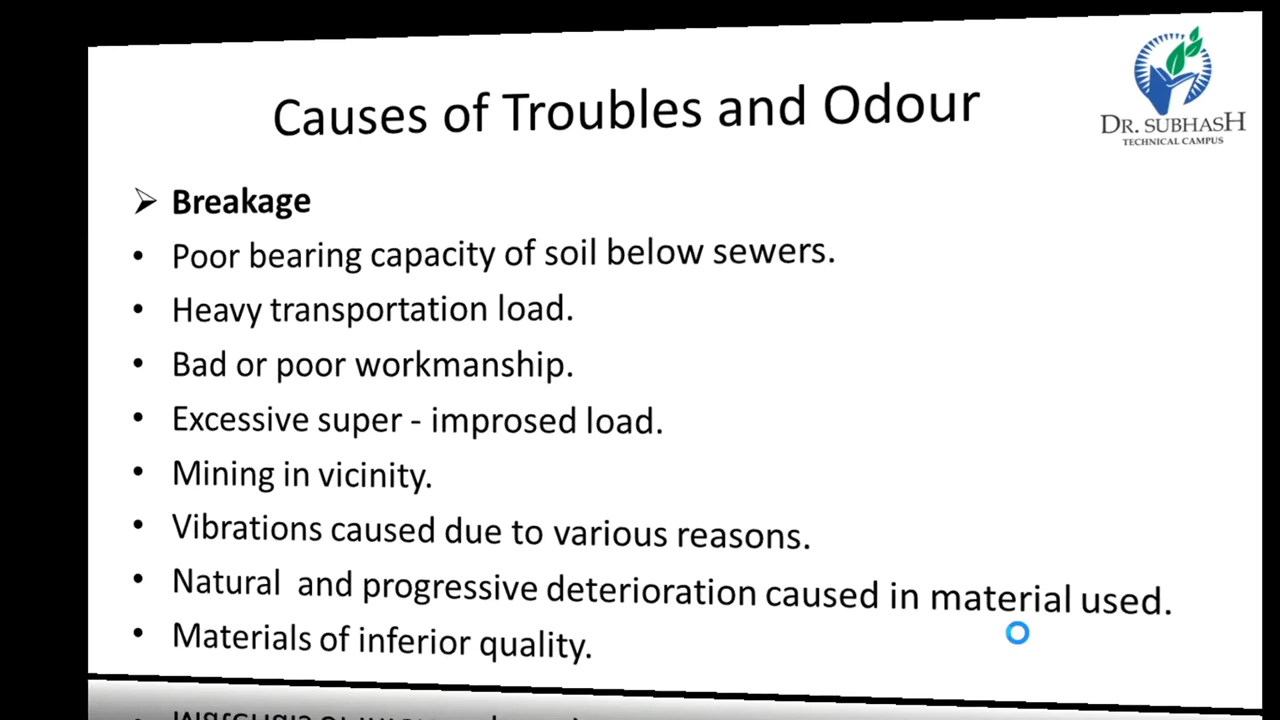 Causes of Troubles and Odour
DR. SUBHASH
TECHNICAL CAMPUS
➢ Breakage
• Poor bearing capacity of soil below sewers.
• Heavy transportation load.
• Bad or poor workmanship.
• Excessive super - improsed load.
• Mining in vicinity.
• Vibrations caused due to various reasons.
• Natural  and progressive deterioration caused in material used.
• Materials of inferior quality.